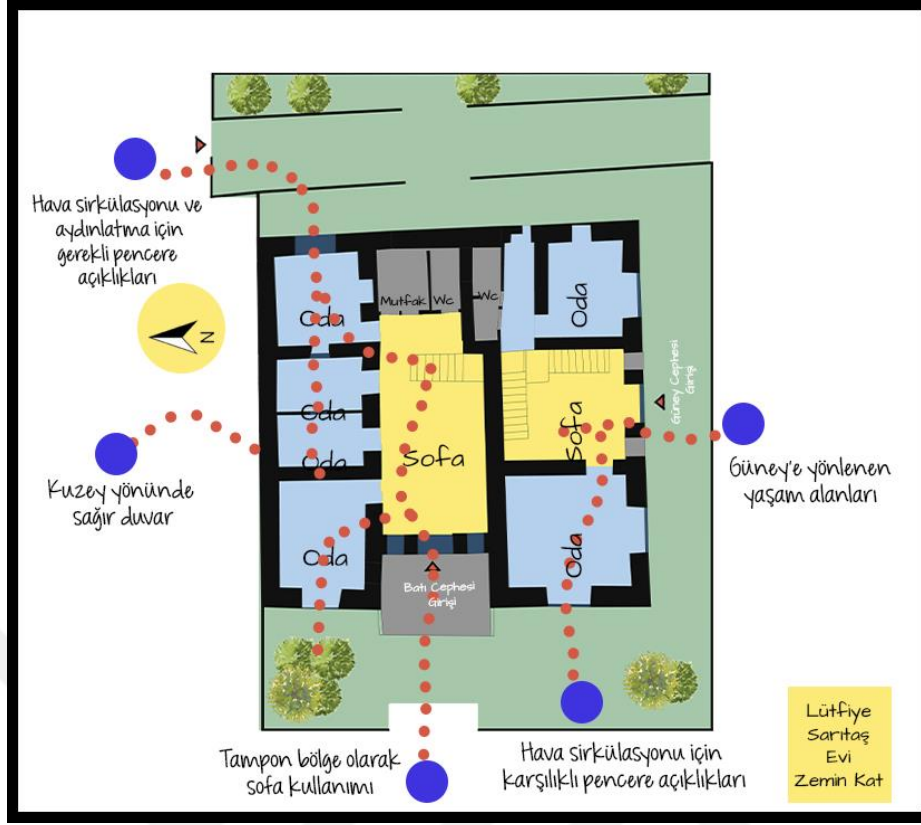 Hava sirkülasyonu ve
aydınlatma için
gerekli pencere
açıklıkları
N
Kuzey yönünde
sağır duvar
Oda
Oda
Oda
Oda
Mutfak
Wc
Wc
Sofa
Batı Cephesi
Girişi
Oda
Sofa
Oda
Güney Cephesi
Girişi
Güney'e yönlenen
yaşam alanları
Tampon bölge olarak
sofa kullanımı
Hava sirkülasyonu için
karşılıklı pencere açıklıkları
Lütfiye
Sarıtaş
Evi
Zemin Kat